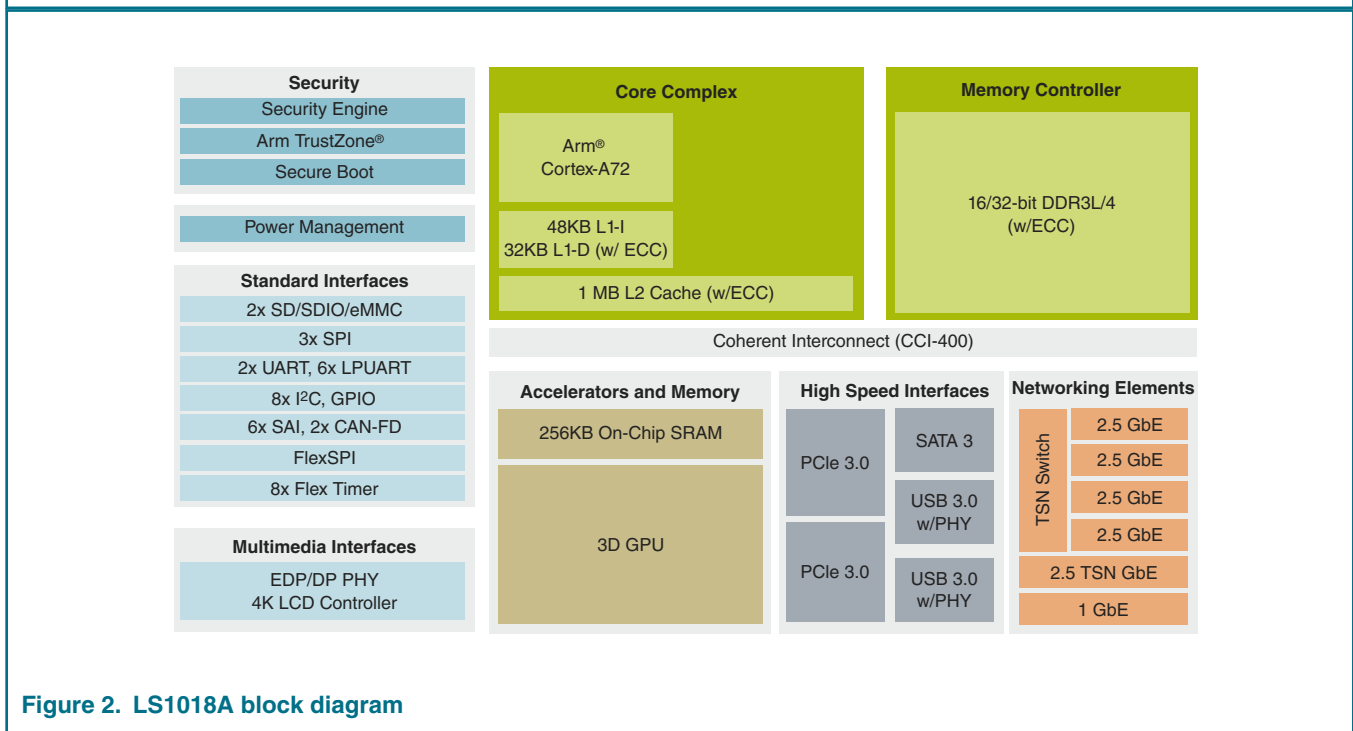 Security
Security Engine
Arm TrustZone®
Secure Boot
Power Management
Standard Interfaces
2x SD/SDIO/eMMC
3x SPI
2x UART, 6x LPUART
8x I²C, GPIO
6x SAI, 2x CAN-FD
FlexSPI
8x Flex Timer
Multimedia Interfaces
EDP/DP PHY
4K LCD Controller
Core Complex
Arm®
Cortex-A72
48KB L1-I
32KB L1-D (w/ ECC)
1 MB L2 Cache (w/ECC)
Memory Controller
16/32-bit DDR3L/4
(w/ECC)
Coherent Interconnect (CCI-400)
Accelerators and Memory
256KB On-Chip SRAM
3D GPU
High Speed Interfaces
PCIe 3.0
PCIe 3.0
SATA 3
USB 3.0
w/PHY
USB 3.0
w/PHY
Networking Elements
TSN Switch
2.5 GbE
2.5 GbE
2.5 GbE
2.5 GbE
2.5 TSN GbE
1 GbE
Figure 2. LS1018A block diagram